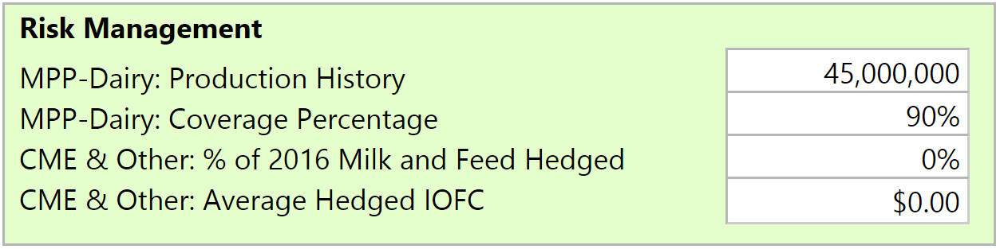 Risk Management
MPP-Dairy: Production History 45,000,000
MPP-Dairy: Coverage Percentage 90%
CME & Other: % of 2016 Milk and Feed Hedged 0%
CME & Other: Average Hedged IOFC $0.00